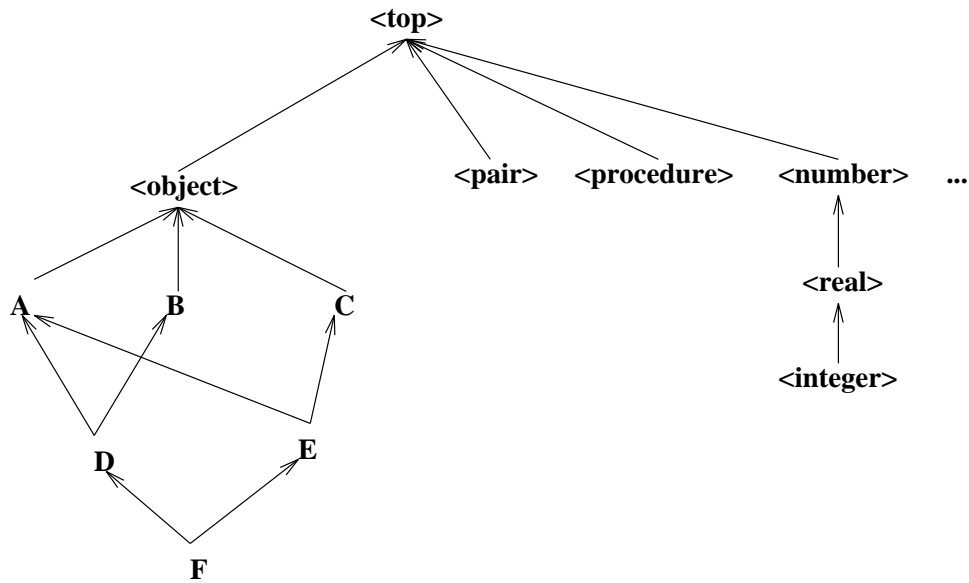 <top>
<object> <pair> <procedure> <number> ...
A B C <real>
<integer>
D E
F